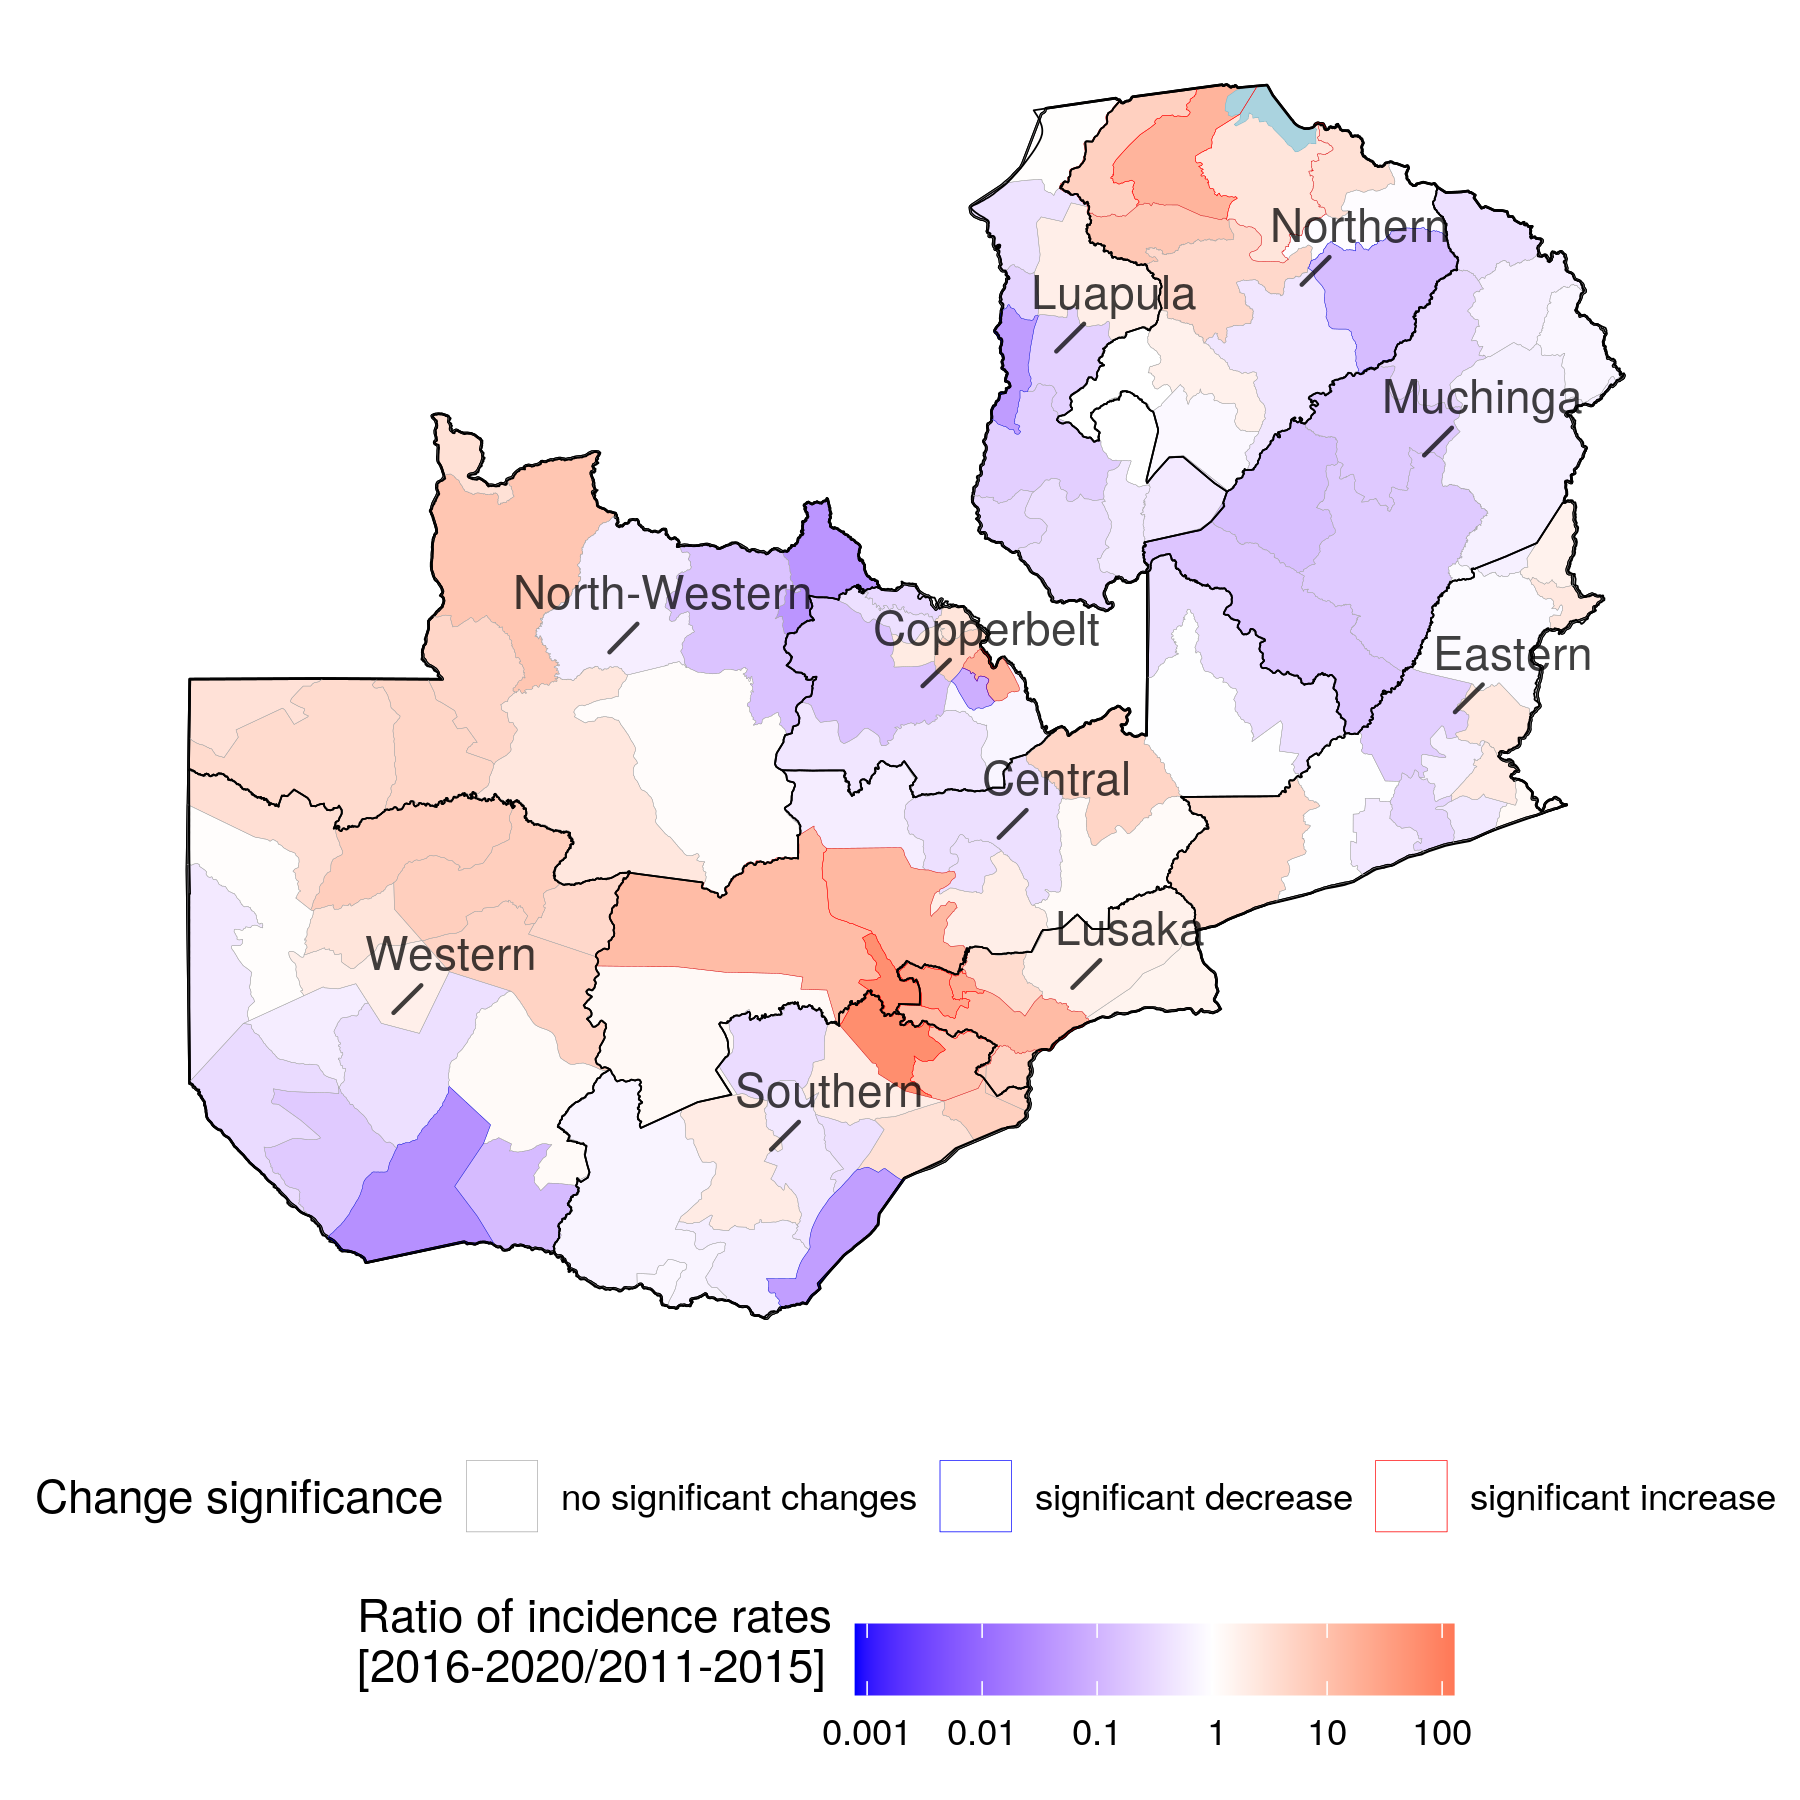 Northern
Luapula
Muchinga
North-Western
Copperbelt
Eastern
Central
Lusaka
Western
Southern
Change significance
no significant changes
significant decrease
significant increase
Ratio of incidence rates
[2016-2020/2011-2015]
0.001 0.01 0.1 1 10 100